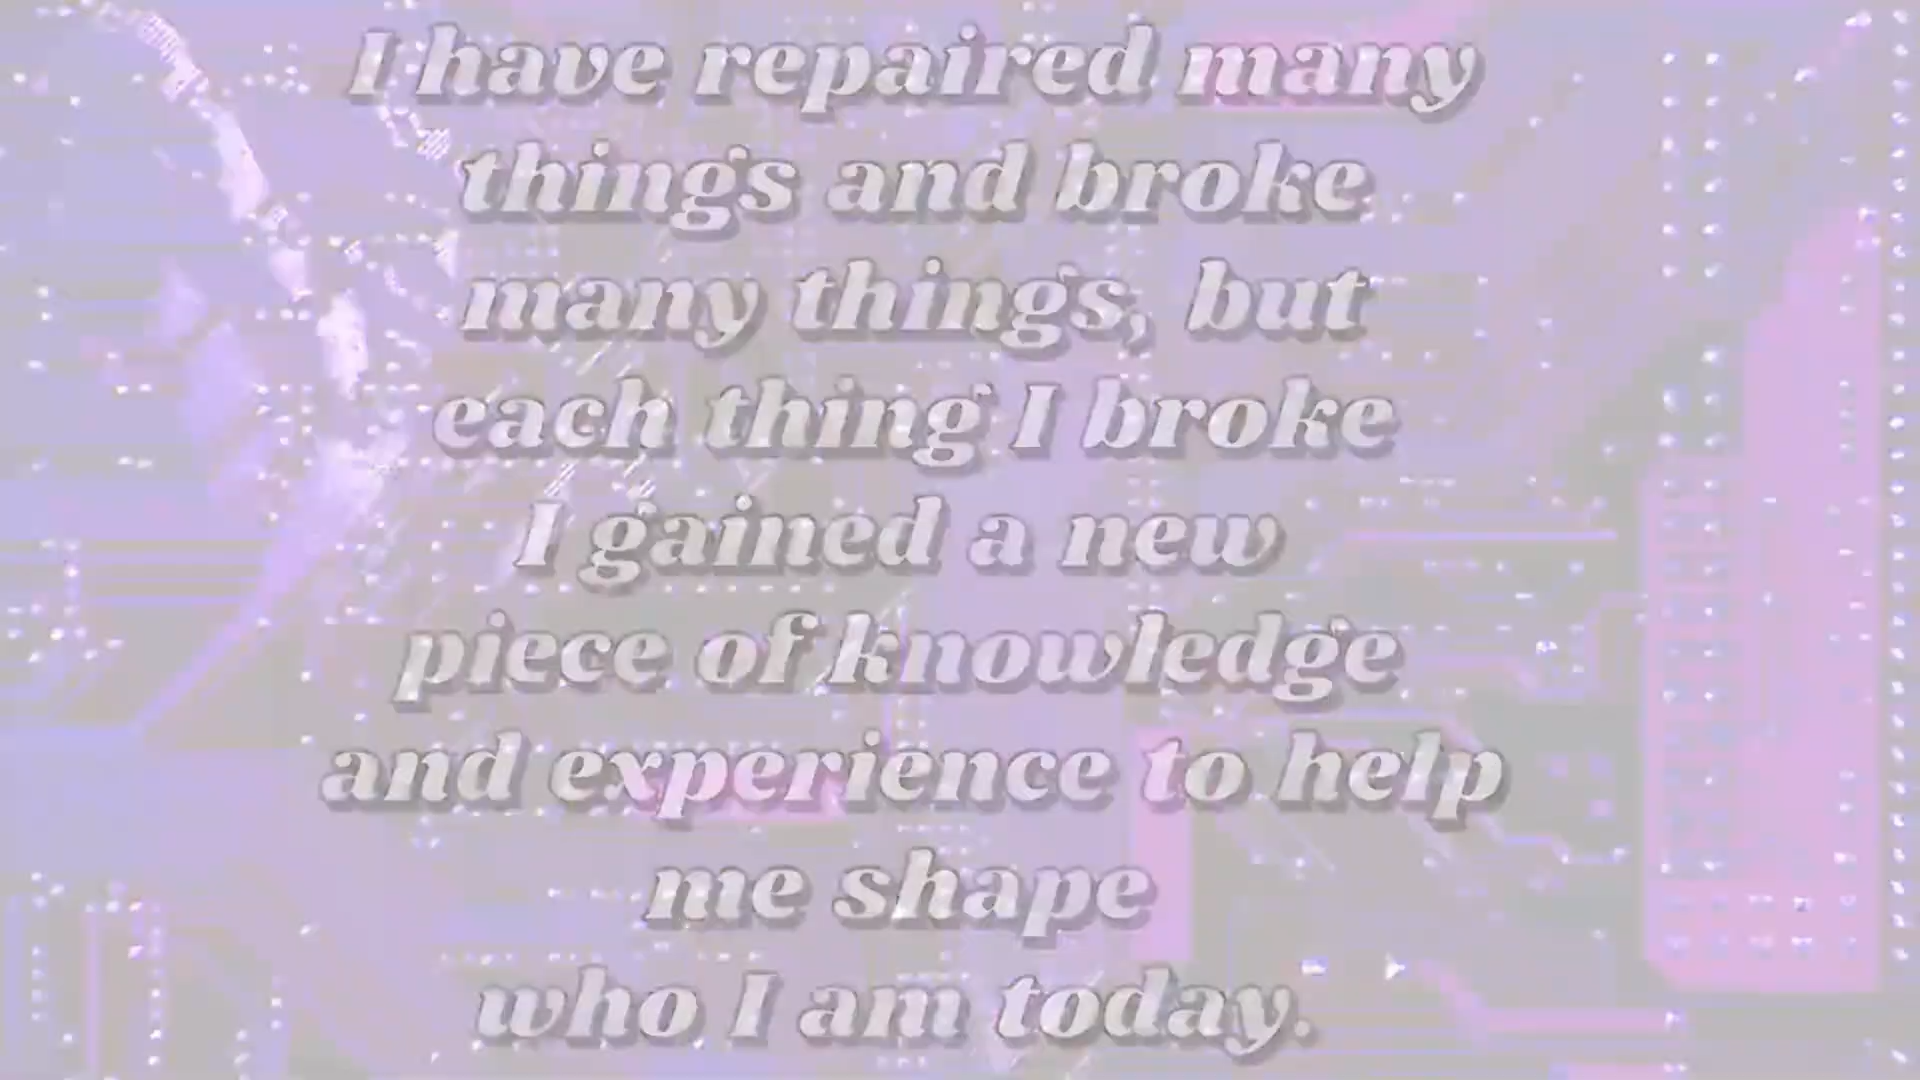 I have repaired many
things and broke
many things, but
each thing I broke
I gained a new
piece of knowledge
and experience to help
me shape
who I am today.